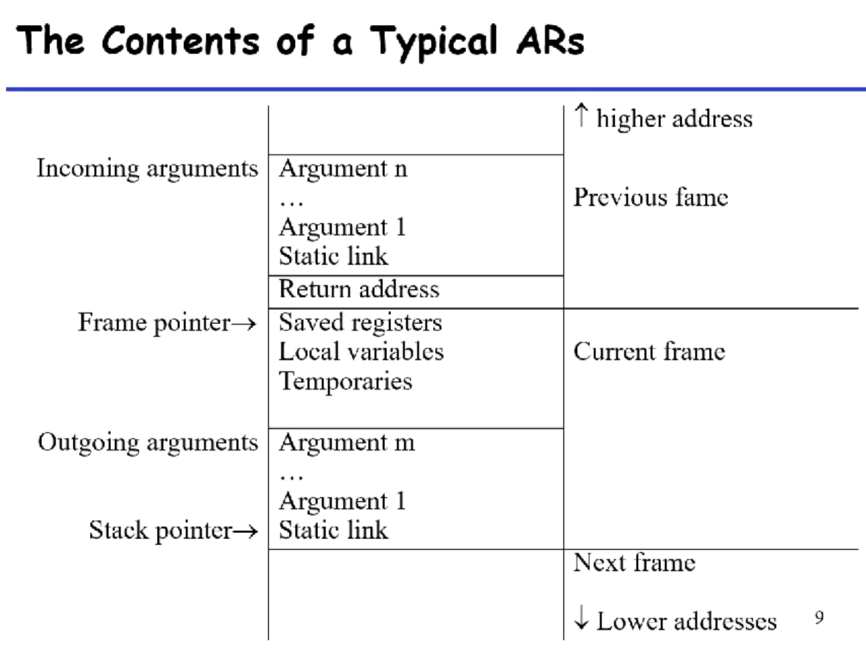 The Contents of a Typical ARs
↑ higher address
Incoming arguments Argument n
…
Previous fame
Argument 1
Static link
Return address
Frame pointer→ Saved registers
Local variables Current frame
Temporaries
Outgoing arguments Argument m
…
Argument 1
Stack pointer→ Static link
Next frame
↓ Lower addresses 9